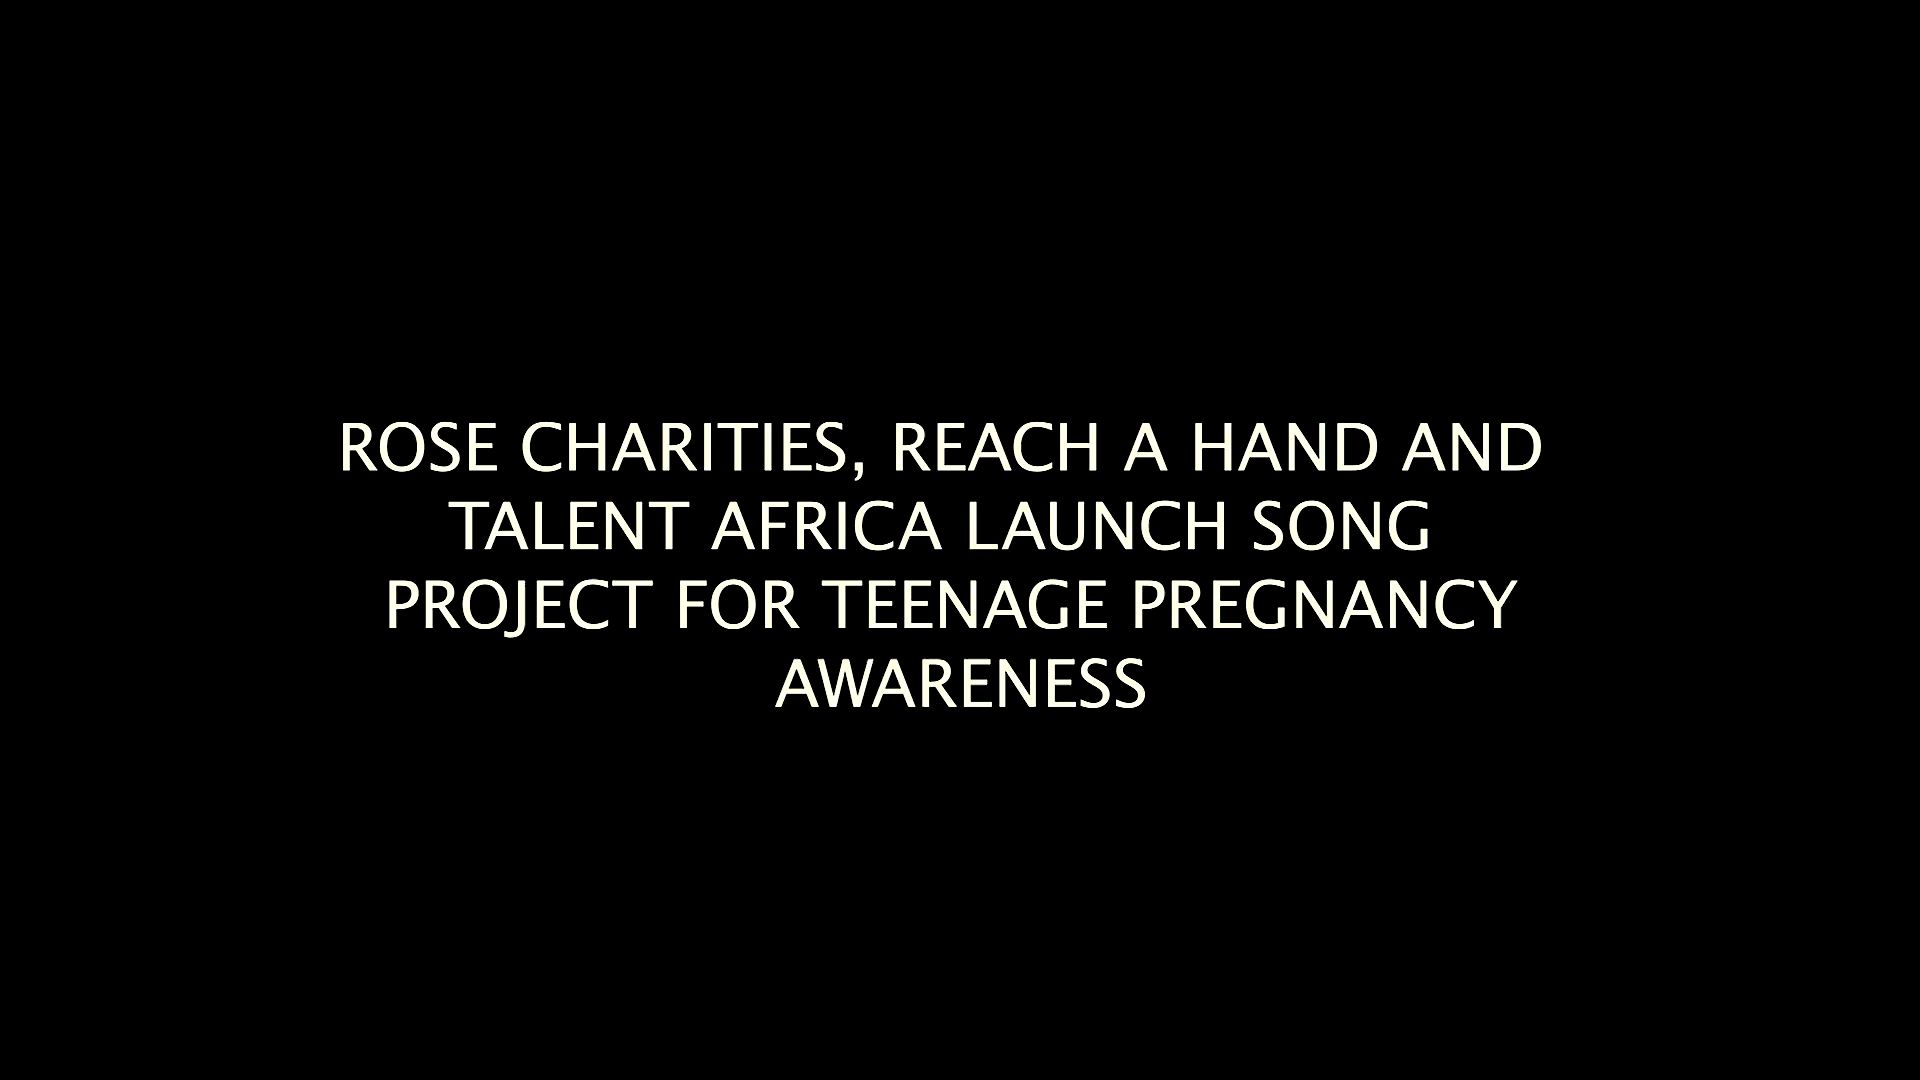 ROSE CHARITIES, REACH A HAND AND
TALENT AFRICA LAUNCH SONG
PROJECT FOR TEENAGE PREGNANCY
AWARENESS